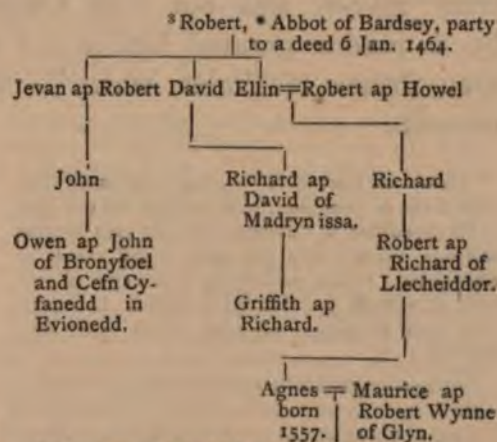 ³ Robert, * Abbot of Bardsey, party
to a deed 6 Jan. 1464.
Jevan ap Robert David Ellin=Robert ap Howel
John
Richard ap
David of
Madryn issa.
Richard
Owen ap John
of Bronyfoel
and Cefn Cy-
fanedd in
Evionedd.
Robert ap
Richard of
Llecheiddor.
Griffith ap
Richard.
Agnes = Maurice ap
born Robert Wynne
1557. of Glyn.